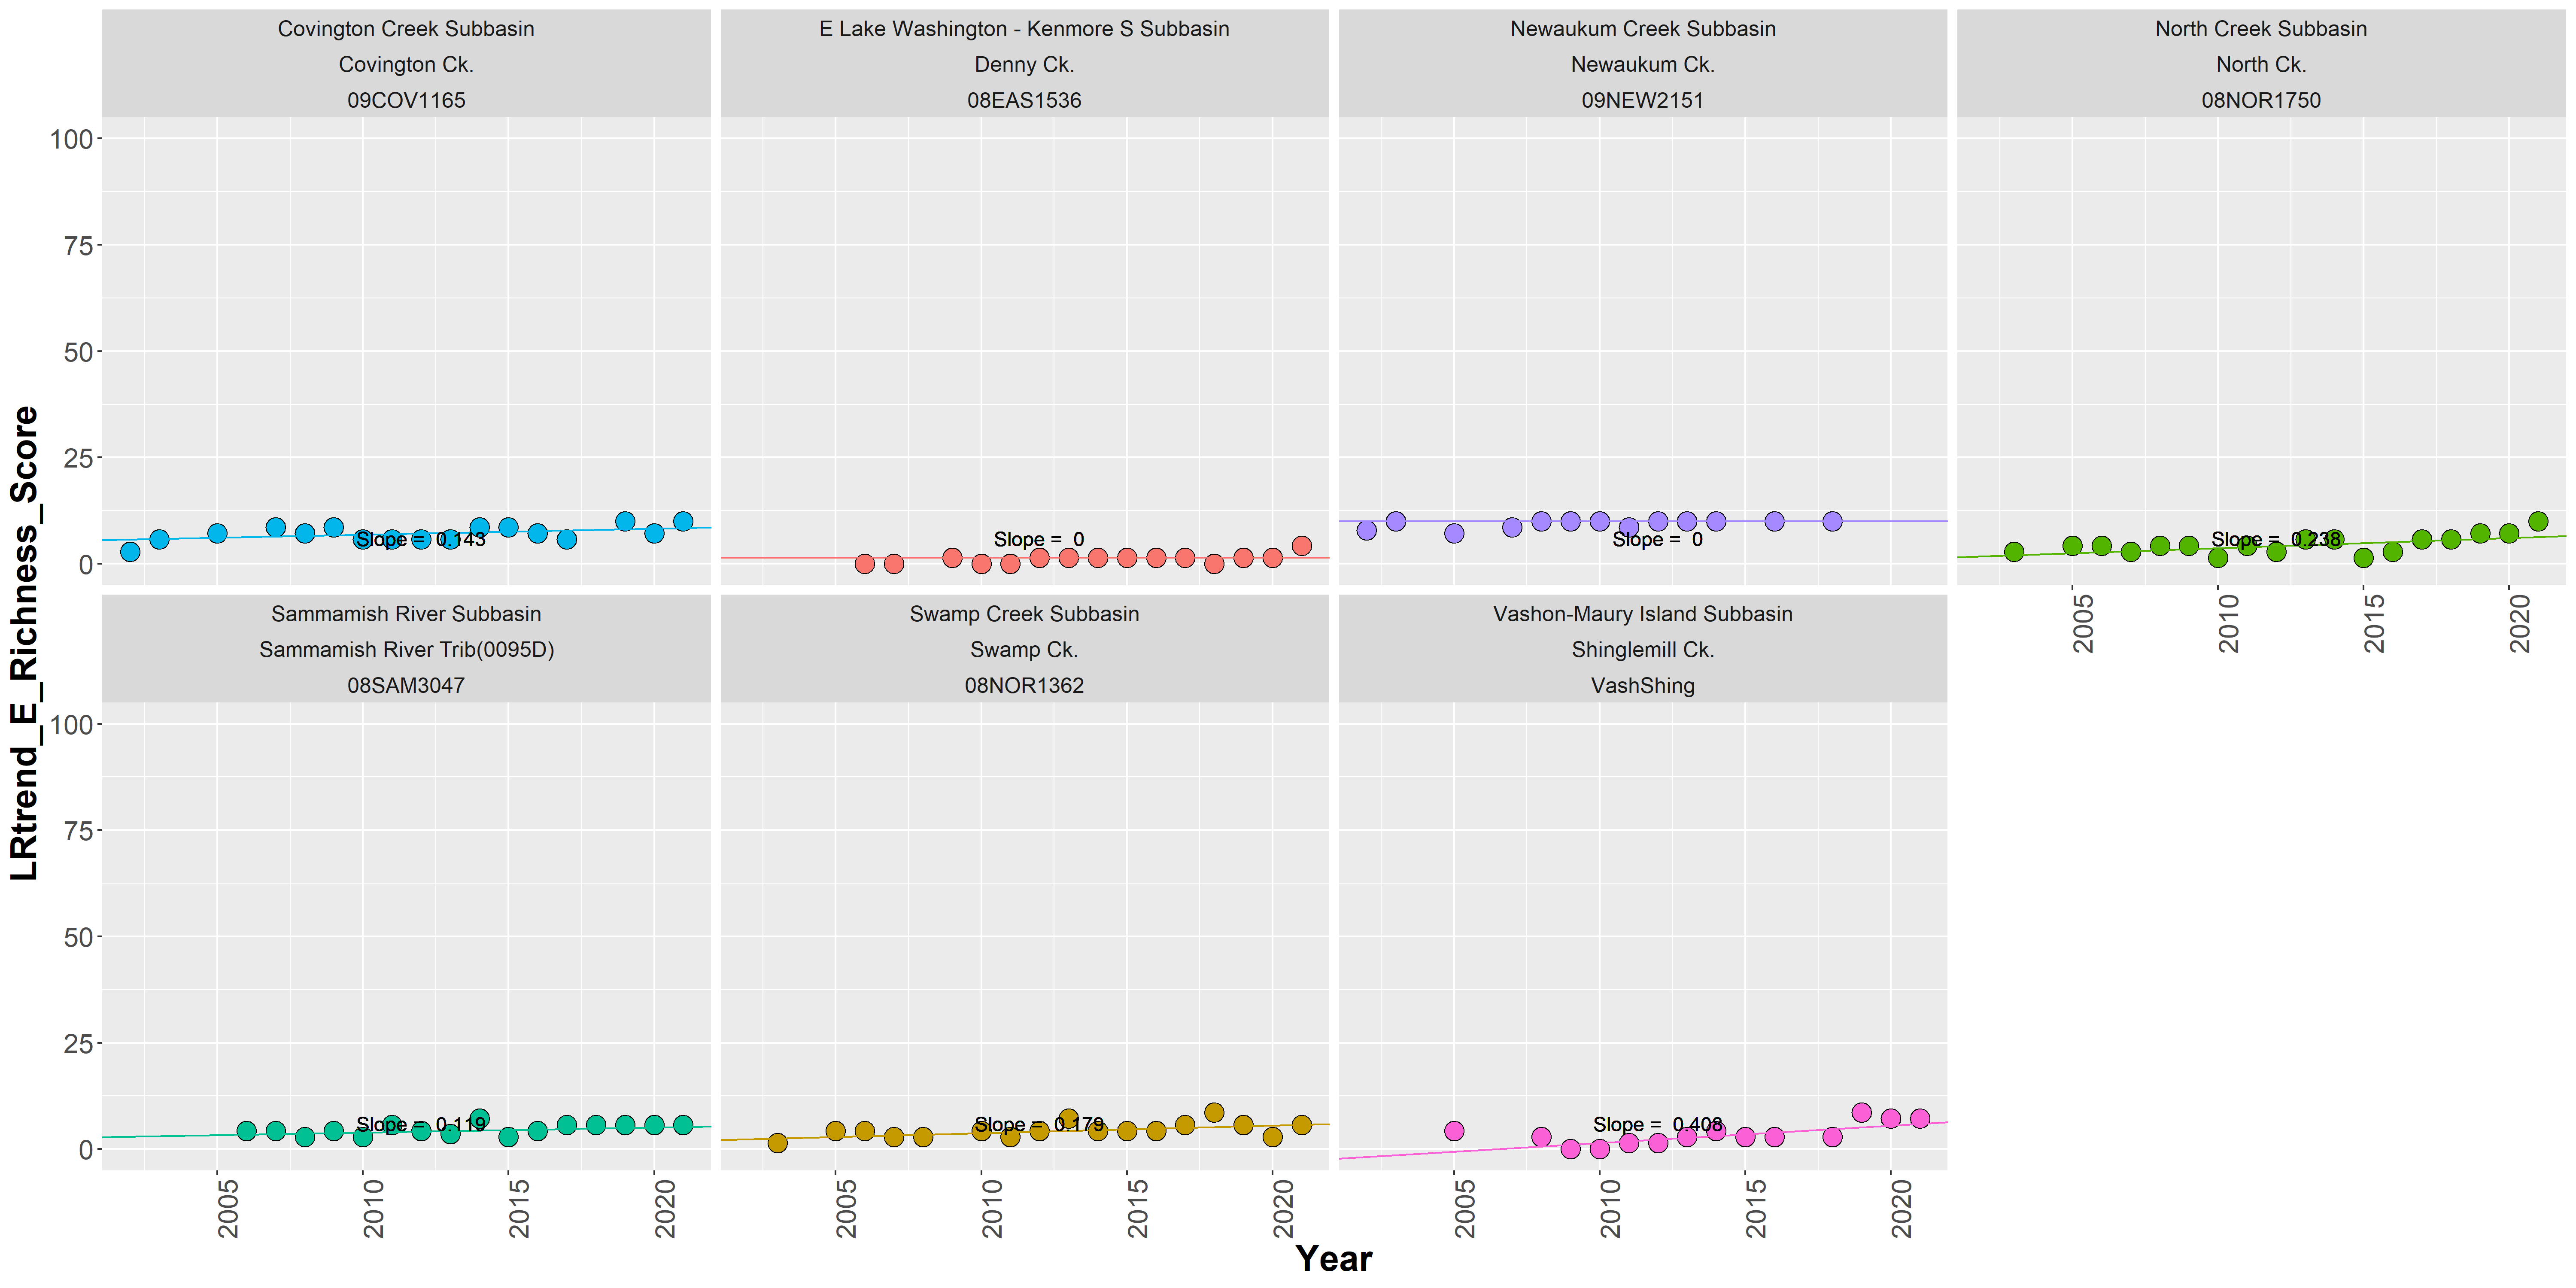 Covington Creek Subbasin
Covington Ck.
09COV1165
E Lake Washington - Kenmore S Subbasin
Denny Ck.
08EAS1536
Newaukum Creek Subbasin
Newaukum Ck.
09NEW2151
North Creek Subbasin
North Ck.
08NOR1750
100
75
50
25
0
Slope = 0.143
Slope = 0
Slope = 0
Slope = 0.238
2005
2010
2015
2020
Sammamish River Subbasin
Sammamish River Trib(0095D)
08SAM3047
Swamp Creek Subbasin
Swamp Ck.
08NOR1362
Vashon-Maury Island Subbasin
Shinglemill Ck.
VashShing
100
75
50
25
0
Slope = 0.119
Slope = 0.179
Slope = 0.408
2005
2010
2015
2020
2005
2010
2015
2020
2005
2010
2015
2020
Year
LRtrend_E_Richness_Score